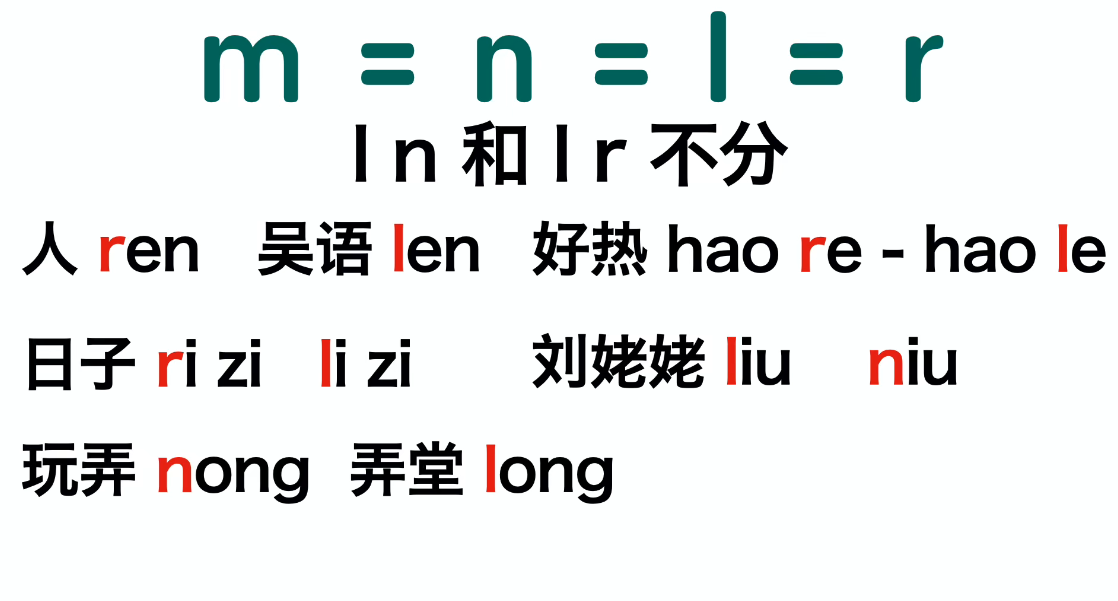 m = n = l = r
l n 和 l r 不分
人 ren 吴语 len 好热 hao re - hao le
日子 ri zi li zi 刘姥姥 liu niu
玩弄 nong 弄堂 long